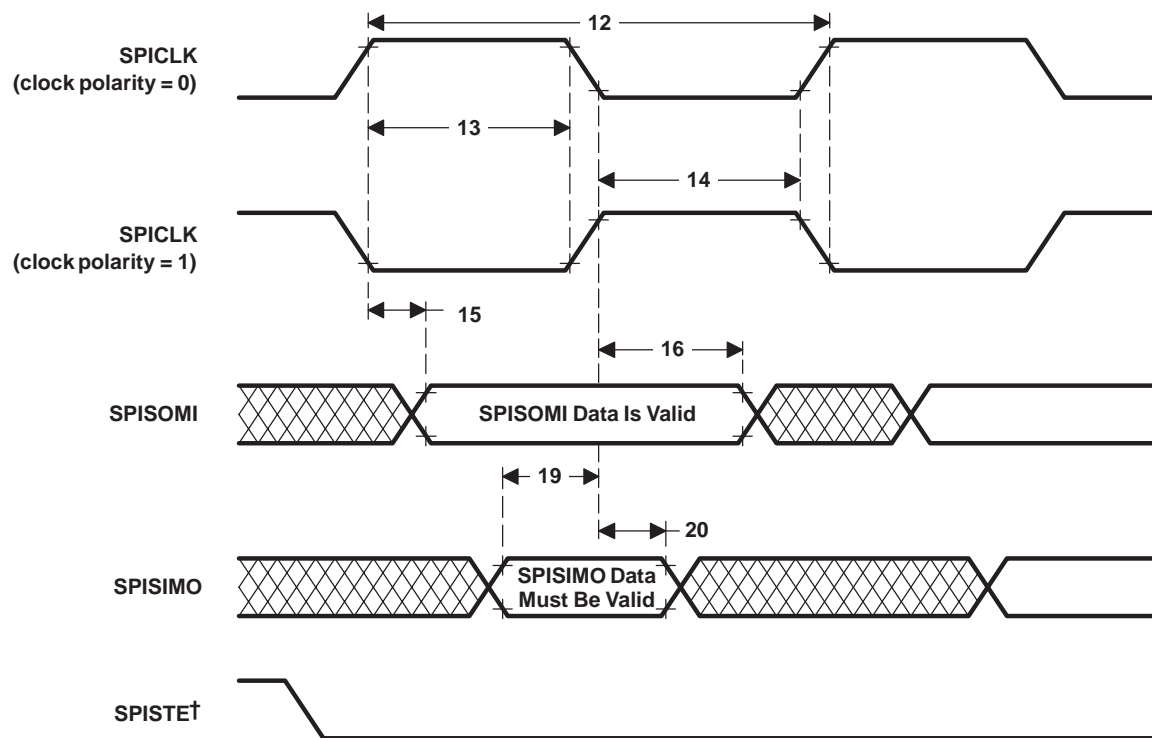 12
SPICLK
(clock polarity = 0)
13
14
SPICLK
(clock polarity = 1)
15
16
SPISOMI
SPISOMI Data Is Valid
19
20
SPISIMO
SPISIMO Data
Must Be Valid
SPISTE†